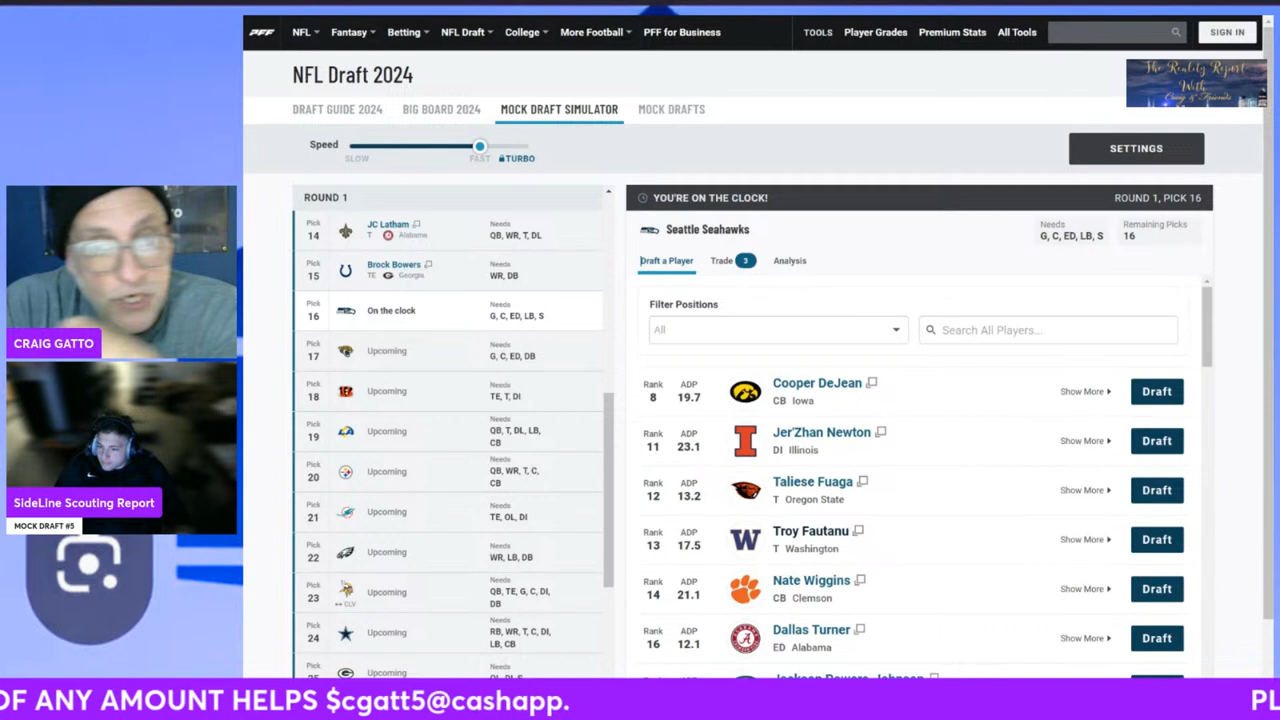 PFF NFL Fantasy Betting NFL Draft College More Football PFF for Business TOOLS Player Grades Premium Stats All Tools SIGN IN
NFL Draft 2024
The Reality Report
With
Craig & Friends
DRAFT GUIDE 2024 BIG BOARD 2024 MOCK DRAFT SIMULATOR MOCK DRAFTS
Speed
SLOW FAST TURBO
SETTINGS
ROUND 1
Pick 14 JC Latham T Alabama Needs QB, WR, T, DL
Pick 15 Brock Bowers TE Georgia Needs WR, DB
Pick 16 On the clock Needs G, C, ED, LB, S
Pick 17 Upcoming Needs G, C, ED, DB
Pick 18 Upcoming Needs TE, T, DI
Pick 19 Upcoming Needs QB, T, DL, LB, CB
Pick 20 Upcoming Needs QB, WR, T, C, CB
Pick 21 Upcoming Needs TE, OL, DI
Pick 22 Upcoming Needs WR, LB, DB
Pick 23 CLV Upcoming Needs QB, TE, G, C, DI, DB
Pick 24 Upcoming Needs RB, WR, T, C, DI, LB, CB
Pick Upcoming Needs
YOU'RE ON THE CLOCK! ROUND 1, PICK 16
Seattle Seahawks
Needs G, C, ED, LB, S
Remaining Picks 16
Draft a Player Trade 3 Analysis
Filter Positions
All Search All Players...
Rank 8 ADP 19.7 Cooper DeJean CB Iowa Show More Draft
Rank 11 ADP 23.1 Jer'Zhan Newton DI Illinois Show More Draft
Rank 12 ADP 13.2 Taliese Fuaga T Oregon State Show More Draft
Rank 13 ADP 17.5 Troy Fautanu T Washington Show More Draft
Rank 14 ADP 21.1 Nate Wiggins CB Clemson Show More Draft
Rank 16 ADP 12.1 Dallas Turner ED Alabama Show More Draft
CRAIG GATTO
SideLine Scouting Report
MOCK DRAFT #5
OF ANY AMOUNT HELPS $cgatt5@cashapp. PL